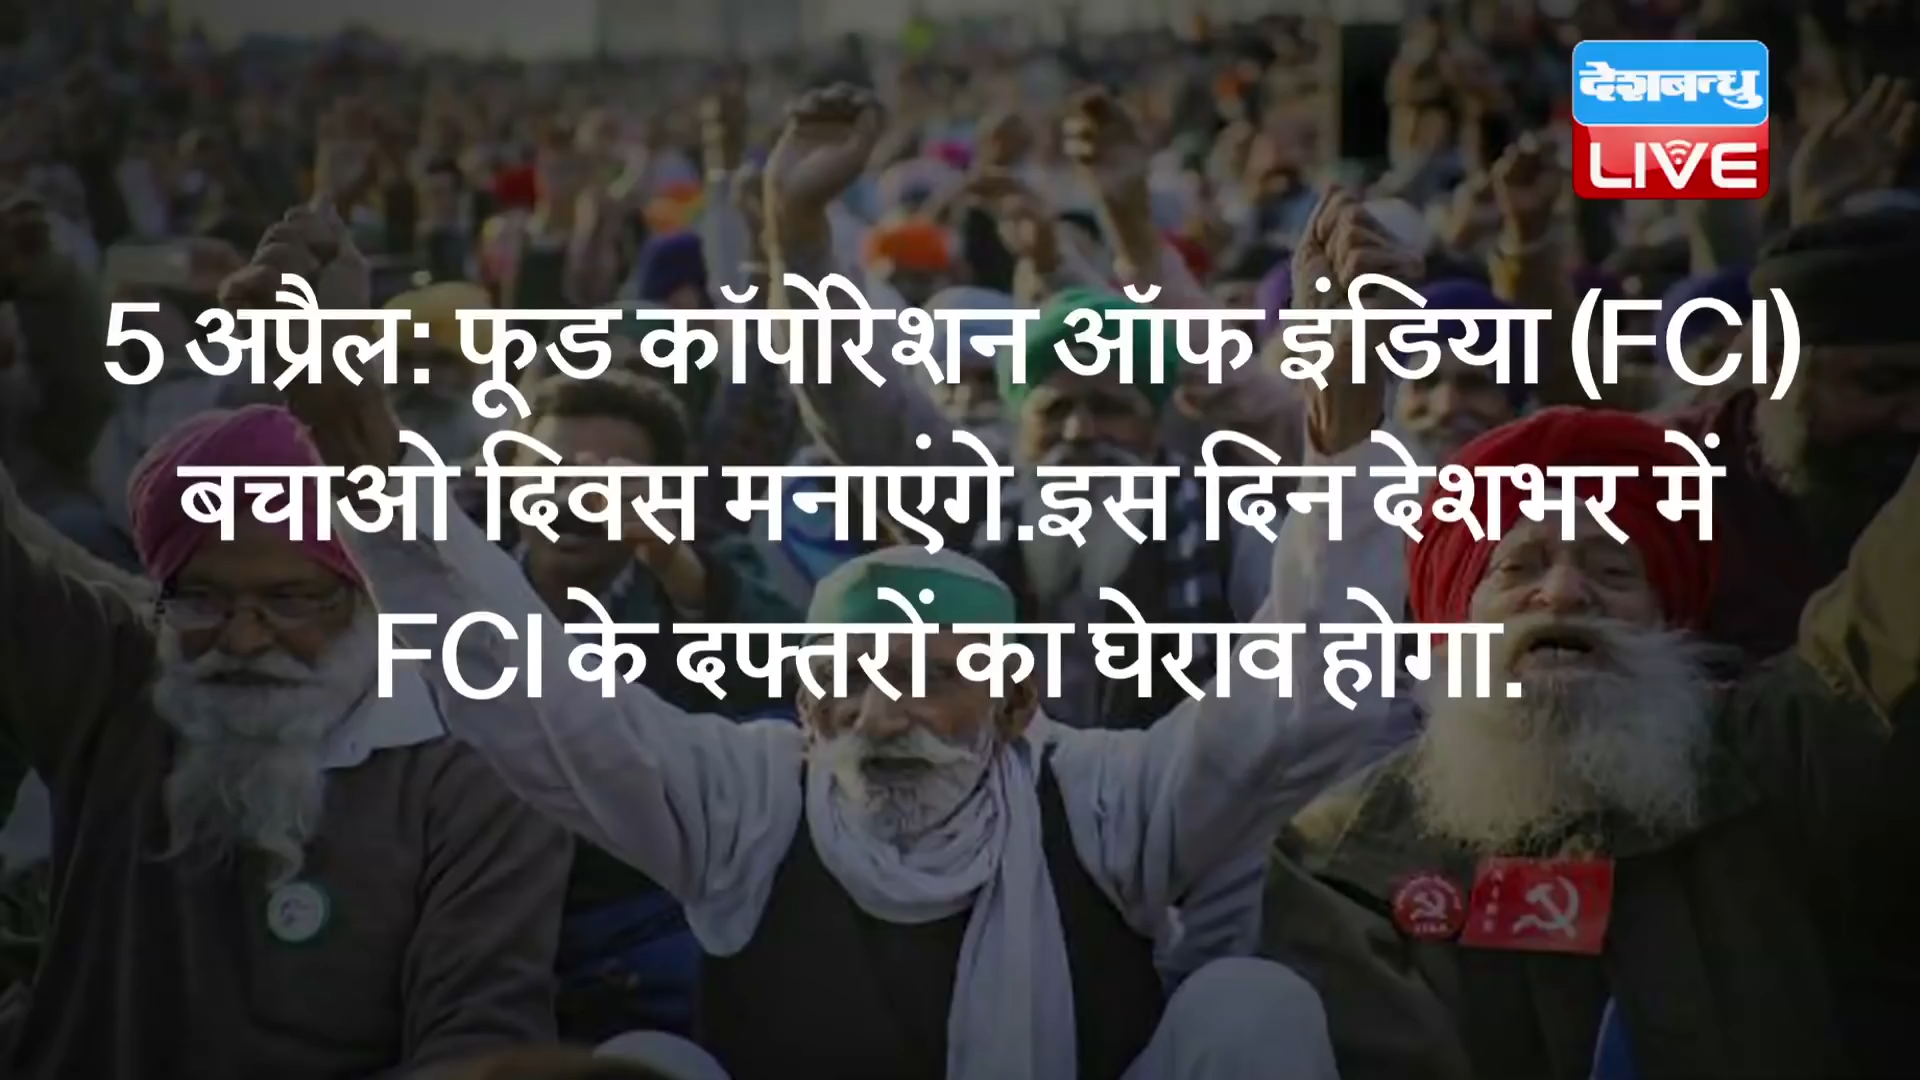 देशबन्धु
LIVE
5 अप्रैल: फूड कॉर्पोरेशन ऑफ इंडिया (FCI)
बचाओ दिवस मनाएंगे.इस दिन देशभर में
FCI के दफ्तरों का घेराव होगा.